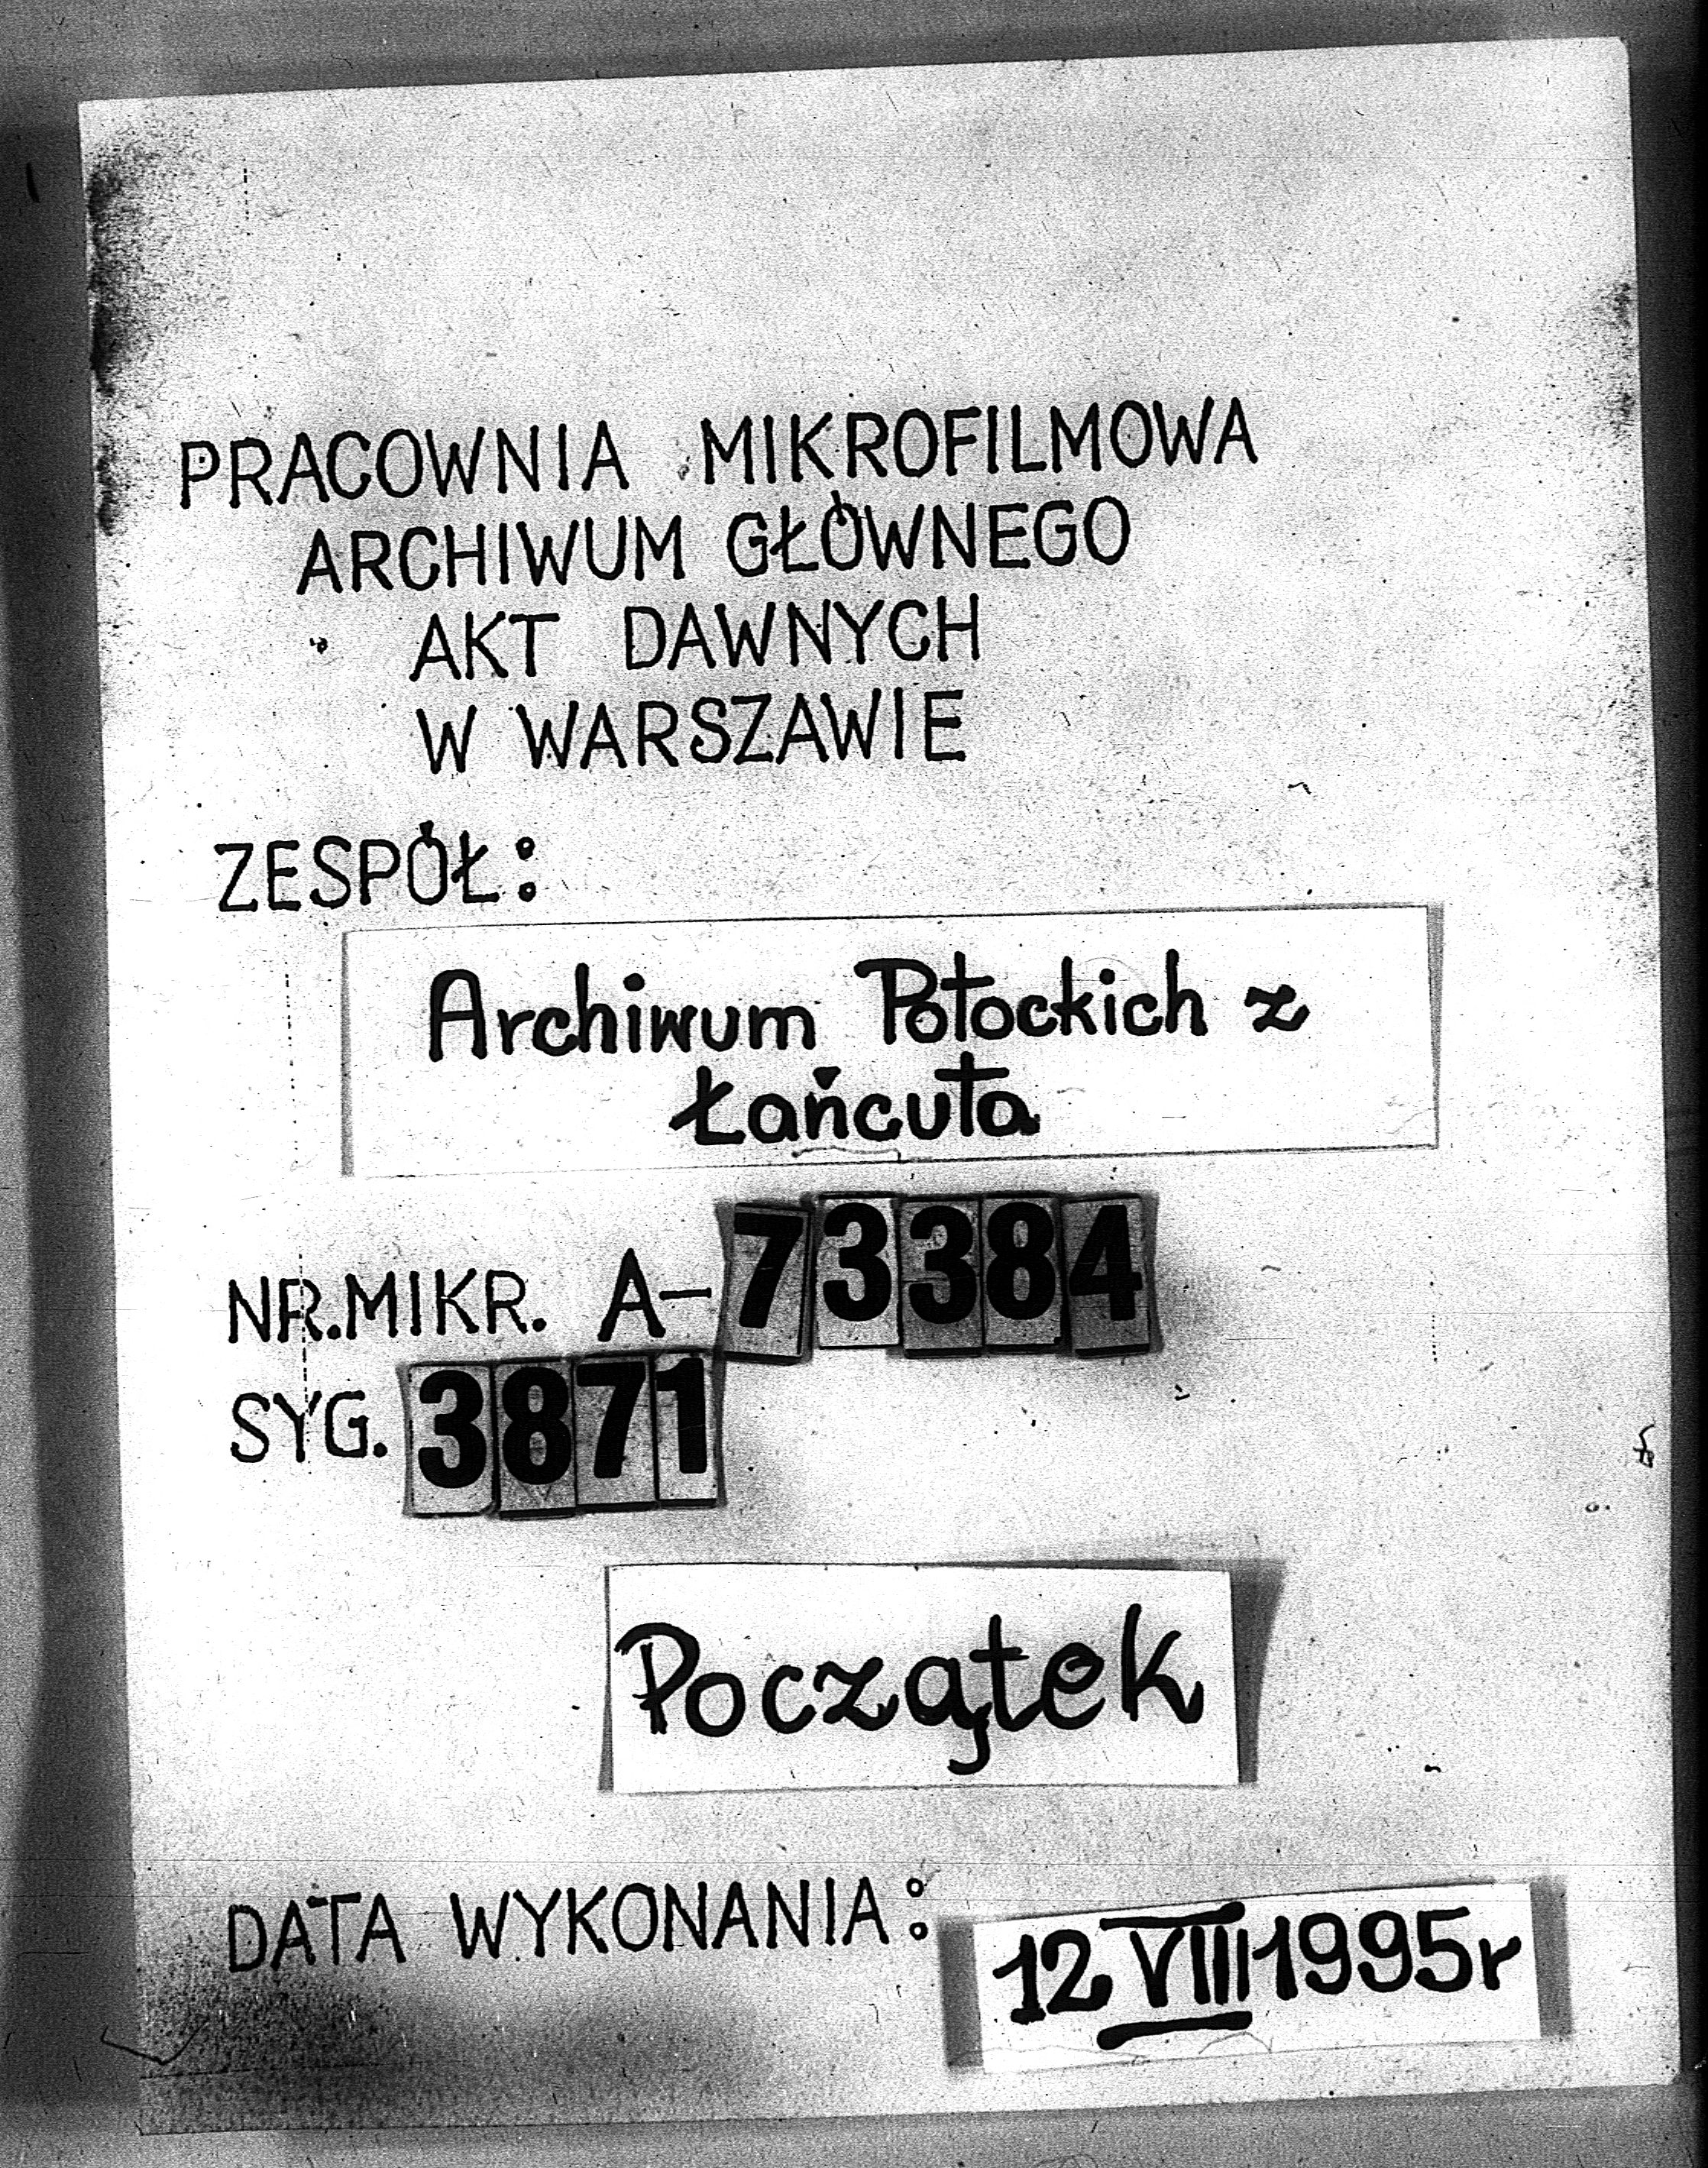 PRACOWNIA MIKROFILMOWA
ARCHIWUM GŁÓWNEGO
AKT DAWNYCH
W WARSZAWIE
ZESPÓŁ:
Archiwum Potockich z
Łańcuta
NR.MIKR. A-73384
SYG. 3871
Początek
DATA WYKONANIA:
12 VIII 1995r